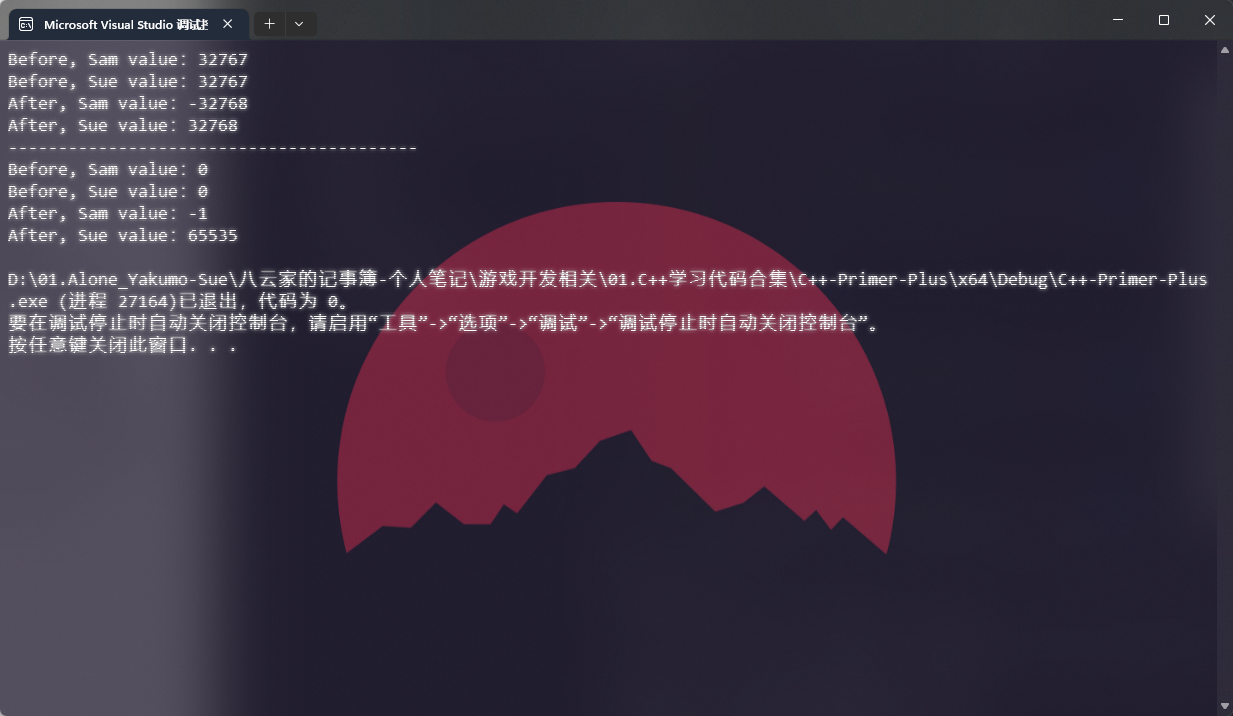 Microsoft Visual Studio 调试
Before, Sam value: 32767
Before, Sue value: 32767
After, Sam value: -32768
After, Sue value: 32768
-----------------------------------------
Before, Sam value: 0
Before, Sue value: 0
After, Sam value: -1
After, Sue value: 65535
D:\01.Alone_Yakumo-Sue\八云家的记事簿-个人笔记\游戏开发相关\01.C++学习代码合集\C++-Primer-Plus\x64\Debug\C++-Primer-Plus
.exe (进程 27164)已退出，代码为 0。
要在调试停止时自动关闭控制台，请启用“工具”->“选项”->“调试”->“调试停止时自动关闭控制台”。
按任意键关闭此窗口. . .